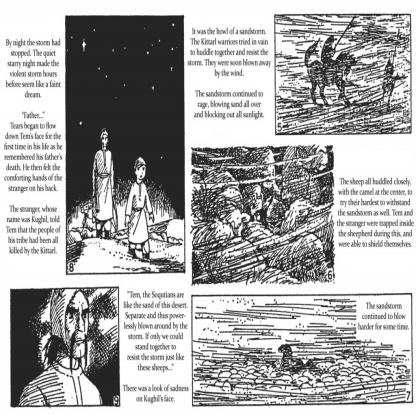 It was the howl of a sandstorm.
The Kittarl warriors tried in vain
to huddle together and resist the
storm. They were soon blown away
by the wind.
The sandstorm continued to
rage, blowing sand all over
and blocking out all sunlight.
The sheep all huddled closely,
with the camel at the center, to
try their hardest to withstand
the sandstorm as well. Tem and
the stranger were trapped inside
the sheepherd during this, and
were able to shield themselves.
6
The sandstorm
continued to blow
harder for some time.
7
By night the storm had
stopped. The quiet
starry night made the
violent storm hours
before seem like a faint
dream.
"Father..."
Tears began to flow
down Tem's face for the
first time in his life as he
remembered his father's
death. He then felt the
comforting hands of the
stranger on his back.
The stranger, whose
name was Kughil, told
Tem that the people of
his tribe had been all
killed by the Kittarl.
8
"Tem, the Soqutians are
like the sand of this desert.
Separate and thus power-
lessly blown around by the
storm. If only we could
stand together to
resist the storm just like
these sheeps..."
There was a look of sadness
on Kughil's face.
9